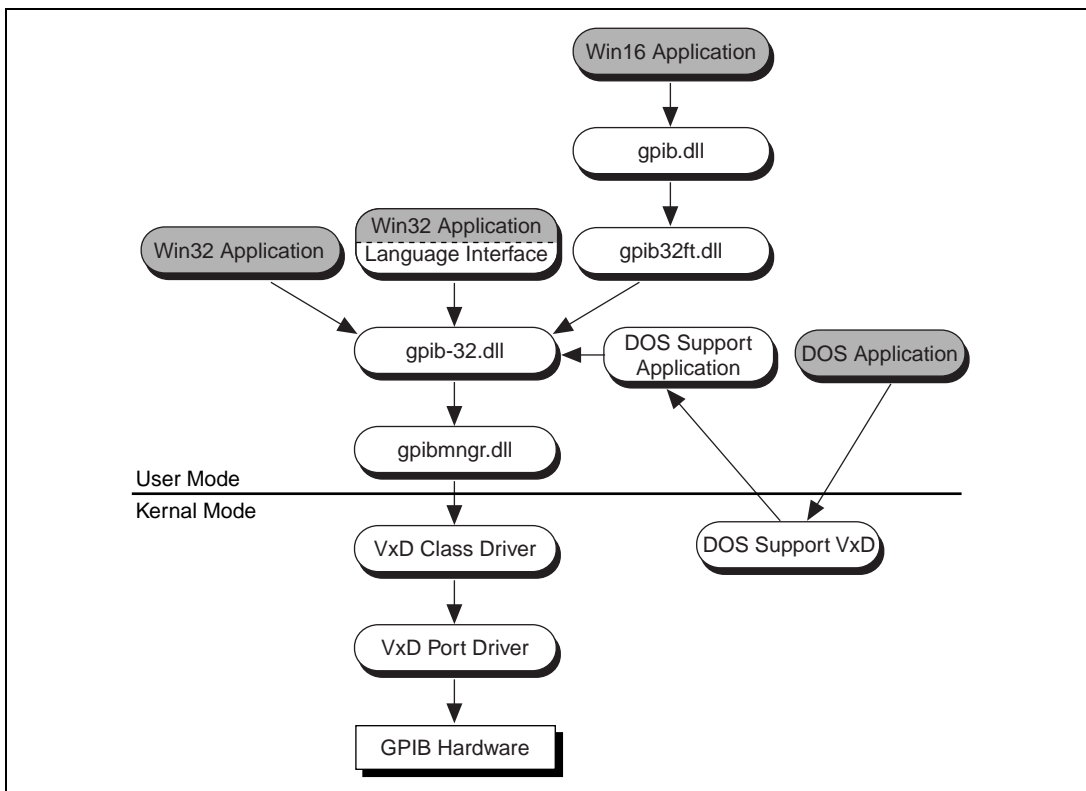 Win16 Application
gpib.dll
Win32 Application
Win32 Application
Language Interface
gpib32ft.dll
gpib-32.dll
DOS Support
Application
DOS Application
gpibmngr.dll
User Mode
Kernal Mode
VxD Class Driver
DOS Support VxD
VxD Port Driver
GPIB Hardware